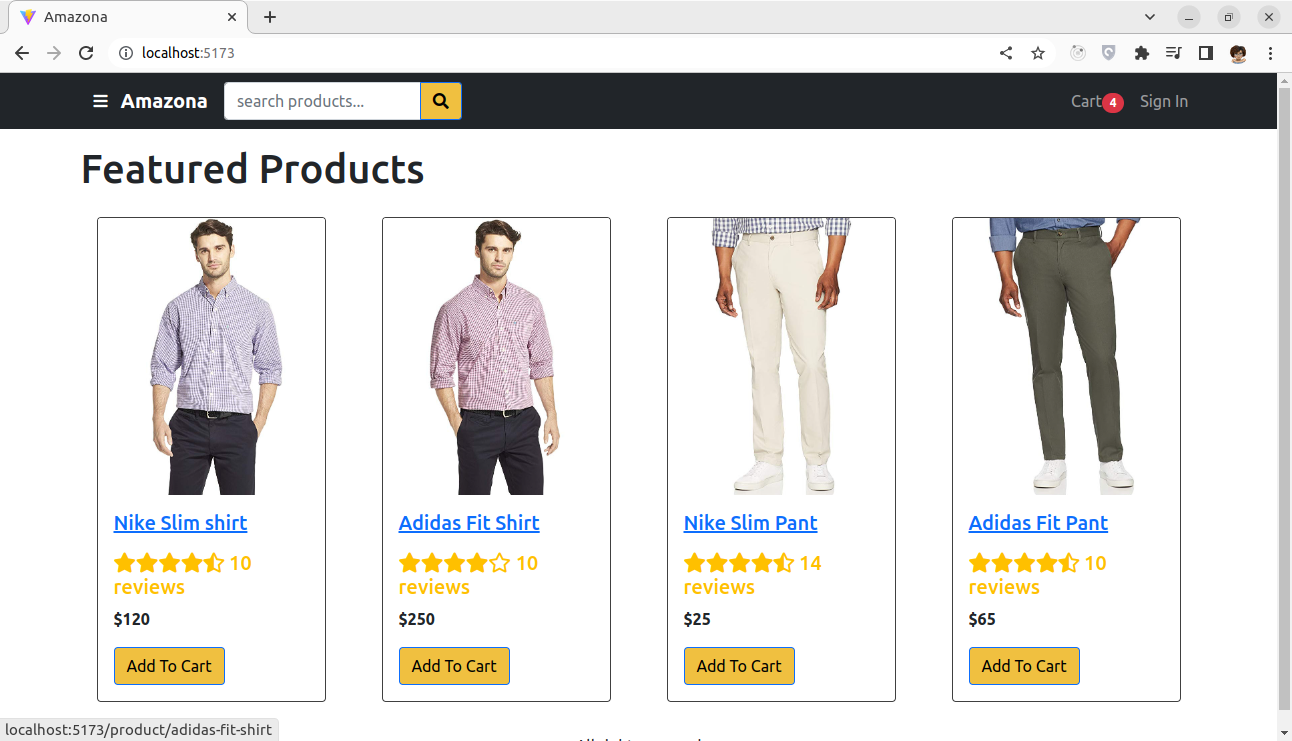 Amazona
localhost:5173
Amazona
search products...
Cart 4
Sign In
Featured Products
Nike Slim shirt
10
reviews
$120
Add To Cart
Adidas Fit Shirt
10
reviews
$250
Add To Cart
Nike Slim Pant
14
reviews
$25
Add To Cart
Adidas Fit Pant
10
reviews
$65
Add To Cart
localhost:5173/product/adidas-fit-shirt